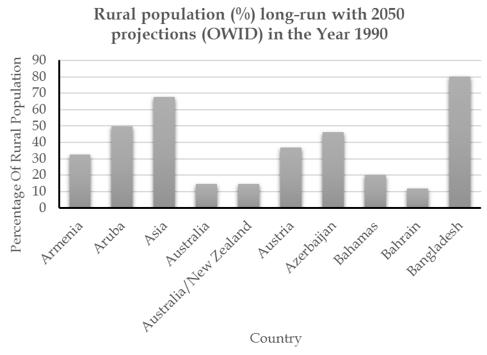 Rural population (%) long-run with 2050
projections (OWID) in the Year 1990
Percentage Of Rural Population
90
80
70
60
50
40
30
20
10
0
Armenia
Aruba
Asia
Australia
Australia/New Zealand
Austria
Azerbaijan
Bahamas
Bahrain
Bangladesh
Country